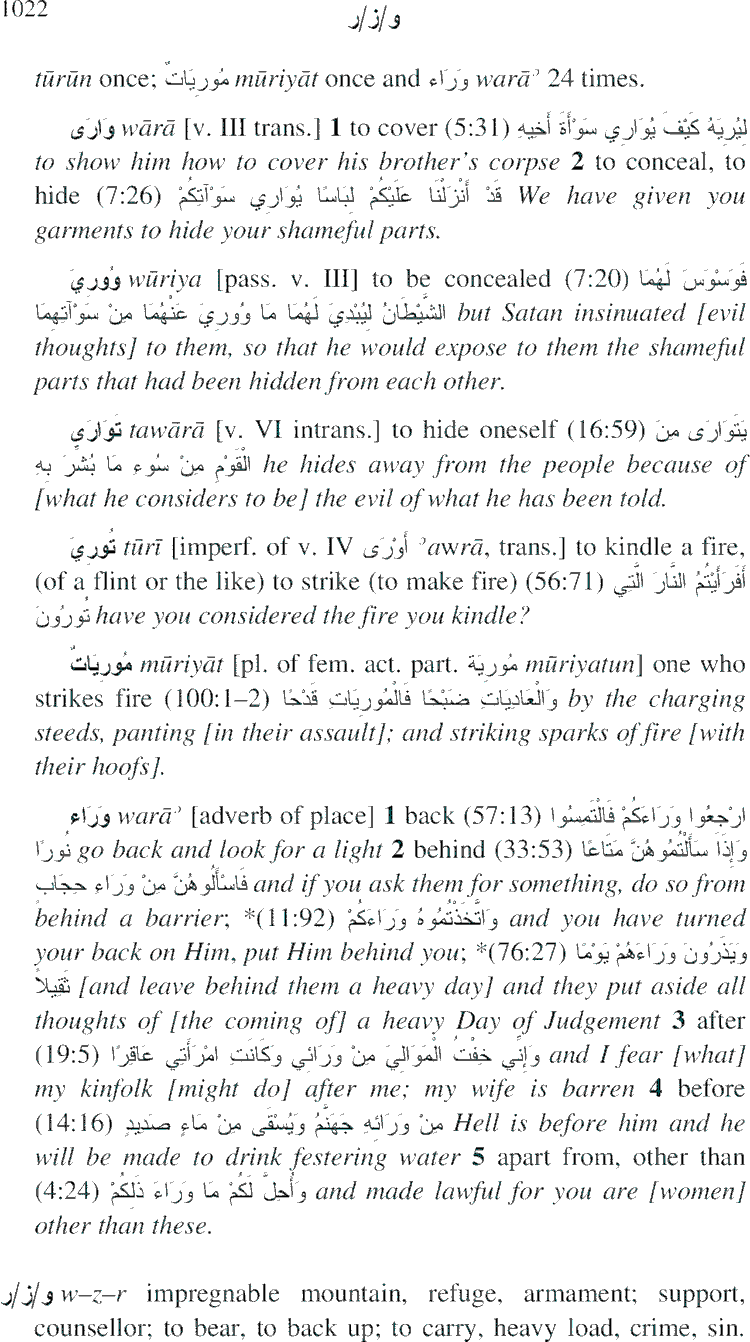 1022
و/ز/ر
tūrūn once; مُورِيَاتٌ mūriyāt once and وَرَاء warāʾ 24 times.
وَارَى wārā [v. III trans.] 1 to cover (5:31) لِيُرِيَهُ كَيْفَ يُوَارِي سَوْأَةَ أَخِيهِ
to show him how to cover his brother's corpse 2 to conceal, to
hide (7:26) قَدْ أَنْزَلْنَا عَلَيْكُمْ لِبَاسًا يُوَارِي سَوْآتِكُمْ We have given you
garments to hide your shameful parts.
وُورِيَ wūriya [pass. v. III] to be concealed (7:20) فَوَسْوَسَ لَهُمَا
الشَّيْطَانُ لِيُبْدِيَ لَهُمَا مَا وُورِيَ عَنْهُمَا مِنْ سَوْآتِهِمَا but Satan insinuated [evil
thoughts] to them, so that he would expose to them the shameful
parts that had been hidden from each other.
تَوَارَي tawārā [v. VI intrans.] to hide oneself (16:59) يَتَوَارَى مِنَ
الْقَوْمِ مِنْ سُوءِ مَا بُشِّرَ بِهِ he hides away from the people because of
[what he considers to be] the evil of what he has been told.
تُورِيَ tūrī [imperf. of v. IV أَوْرَى ʾawrā, trans.] to kindle a fire,
(of a flint or the like) to strike (to make fire) (56:71) أَفَرَأَيْتُمُ النَّارَ الَّتِي
تُورُونَ have you considered the fire you kindle?
مُورِيَاتٌ mūriyāt [pl. of fem. act. part. مُورِيَة mūriyatun] one who
strikes fire (100:1–2) وَالْعَادِيَاتِ ضَبْحًا فَالْمُورِيَاتِ قَدْحًا by the charging
steeds, panting [in their assault]; and striking sparks of fire [with
their hoofs].
وَرَاء warāʾ [adverb of place] 1 back (57:13) ارْجِعُوا وَرَاءَكُمْ فَالْتَمِسُوا
نُورًا go back and look for a light 2 behind (33:53) وَإِذَا سَأَلْتُمُوهُنَّ مَتَاعًا
فَاسْأَلُوهُنَّ مِنْ وَرَاءِ حِجَابٍ and if you ask them for something, do so from
behind a barrier; *(11:92) وَاتَّخَذْتُمُوهُ وَرَاءَكُمْ and you have turned
your back on Him, put Him behind you; *(76:27) وَيَذَرُونَ وَرَاءَهُمْ يَوْمًا
ثَقِيلاً [and leave behind them a heavy day] and they put aside all
thoughts of [the coming of] a heavy Day of Judgement 3 after
(19:5) وَإِنِّي خِفْتُ الْمَوَالِيَ مِنْ وَرَائِي وَكَانَتِ امْرَأَتِي عَاقِرًا and I fear [what]
my kinfolk [might do] after me; my wife is barren 4 before
(14:16) مِنْ وَرَائِهِ جَهَنَّمُ وَيُسْقَى مِنْ مَاءٍ صَدِيدٍ Hell is before him and he
will be made to drink festering water 5 apart from, other than
(4:24) وَأُحِلَّ لَكُمْ مَا وَرَاءَ ذَلِكُمْ and made lawful for you are [women]
other than these.
و/ز/ر w–z–r impregnable mountain, refuge, armament; support,
counsellor; to bear, to back up; to carry, heavy load, crime, sin.